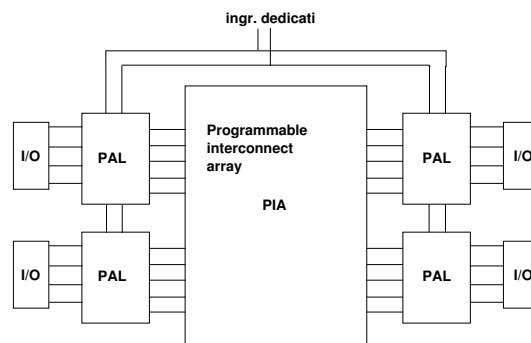 ingr. dedicati
Programmable
interconnect
array
PIA
I/O
PAL
PAL
I/O
I/O
PAL
PAL
I/O